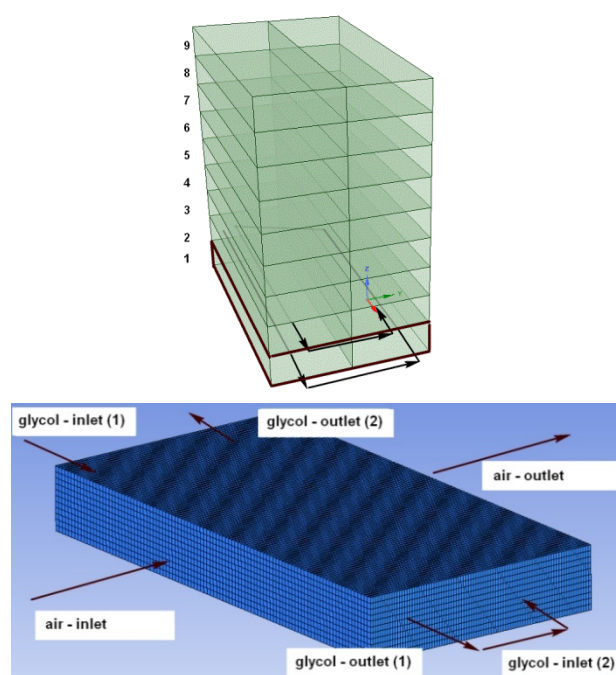 9
8
7
6
5
4
3
2
1
Z
Y
glycol - inlet (1)
glycol - outlet (2)
air - outlet
air - inlet
glycol - outlet (1)
glycol - inlet (2)